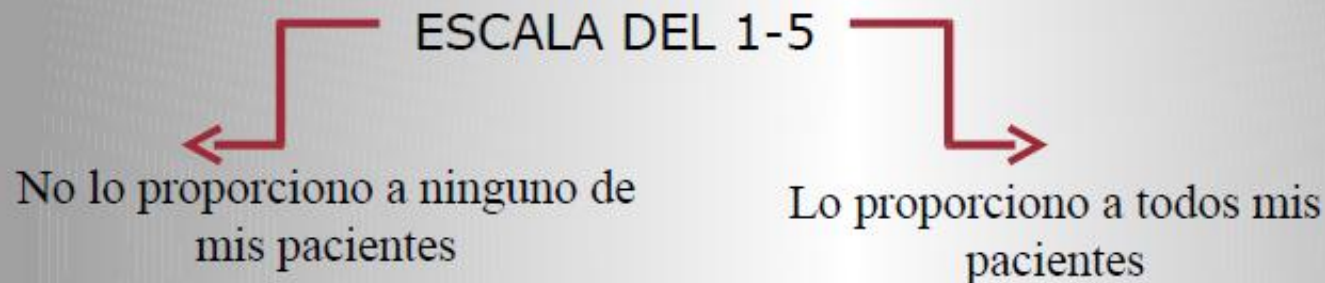 ESCALA DEL 1-5
No lo proporciono a ninguno de
mis pacientes
Lo proporciono a todos mis
pacientes